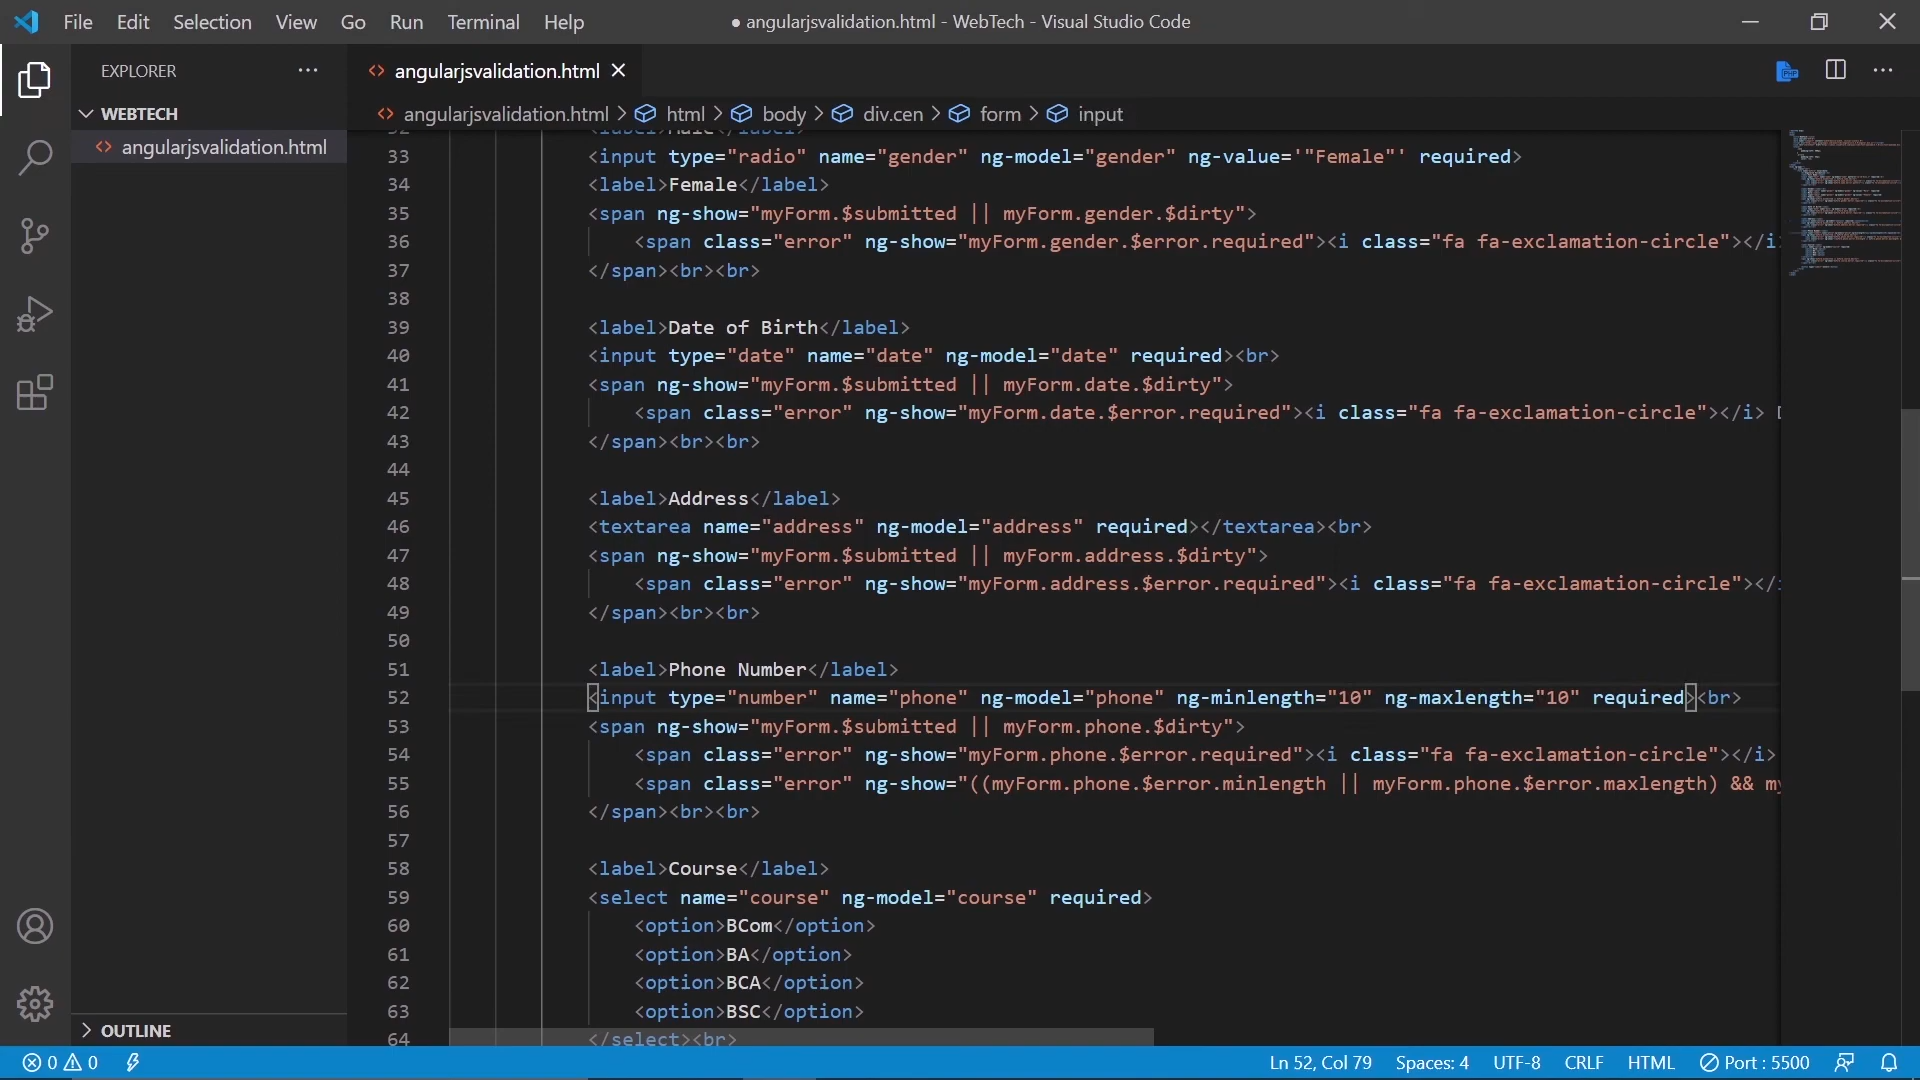 File Edit Selection View Go Run Terminal Help
● angularjsvalidation.html - WebTech - Visual Studio Code
EXPLORER
angularjsvalidation.html
WEBTECH
angularjsvalidation.html
angularjsvalidation.html > html > body > div.cen > form > input
33 <input type="radio" name="gender" ng-model="gender" ng-value='"Female"' required>
34 <label>Female</label>
35 <span ng-show="myForm.$submitted || myForm.gender.$dirty">
36 <span class="error" ng-show="myForm.gender.$error.required"><i class="fa fa-exclamation-circle"></i>
37 </span><br><br>
38
39 <label>Date of Birth</label>
40 <input type="date" name="date" ng-model="date" required><br>
41 <span ng-show="myForm.$submitted || myForm.date.$dirty">
42 <span class="error" ng-show="myForm.date.$error.required"><i class="fa fa-exclamation-circle"></i>
43 </span><br><br>
44
45 <label>Address</label>
46 <textarea name="address" ng-model="address" required></textarea><br>
47 <span ng-show="myForm.$submitted || myForm.address.$dirty">
48 <span class="error" ng-show="myForm.address.$error.required"><i class="fa fa-exclamation-circle"></i
49 </span><br><br>
50
51 <label>Phone Number</label>
52 <input type="number" name="phone" ng-model="phone" ng-minlength="10" ng-maxlength="10" required><br>
53 <span ng-show="myForm.$submitted || myForm.phone.$dirty">
54 <span class="error" ng-show="myForm.phone.$error.required"><i class="fa fa-exclamation-circle"></i>
55 <span class="error" ng-show="((myForm.phone.$error.minlength || myForm.phone.$error.maxlength) && my
56 </span><br><br>
57
58 <label>Course</label>
59 <select name="course" ng-model="course" required>
60 <option>BCom</option>
61 <option>BA</option>
62 <option>BCA</option>
63 <option>BSC</option>
64 </select><br>
OUTLINE
0 0 Ln 52, Col 79 Spaces: 4 UTF-8 CRLF HTML Port : 5500